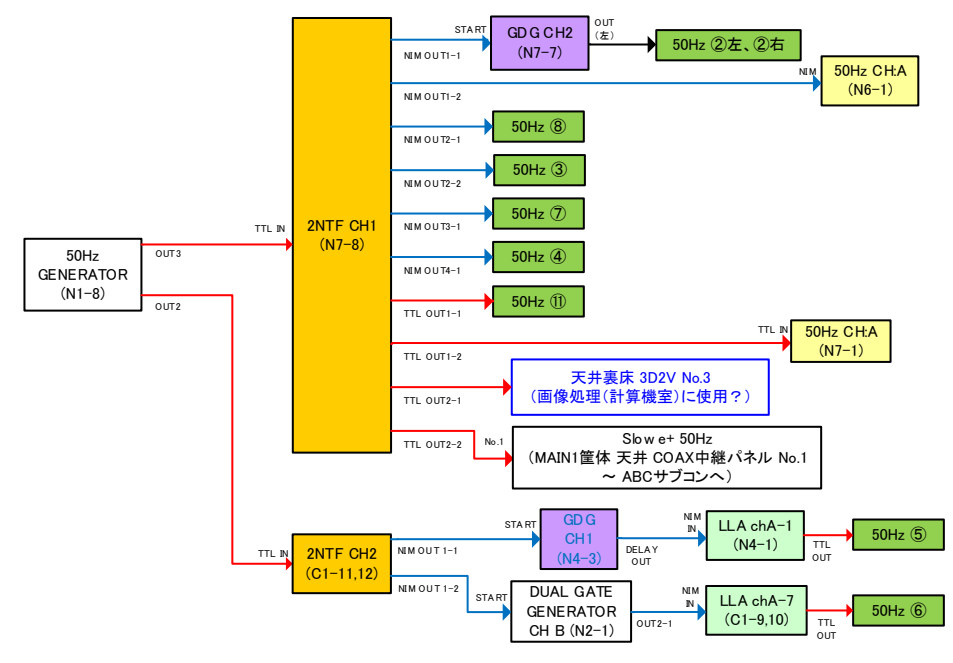 50Hz
GENERATOR
(N1-8)
OUT3
OUT2
TTL IN
2NTF CH1
(N7-8)
NIM OUT1-1
START
GDG CH2
(N7-7)
OUT
(左)
50Hz ②左、②右
NIM OUT1-2
NIM
50Hz CH:A
(N6-1)
NIM OUT2-1
50Hz ⑧
NIM OUT2-2
50Hz ③
NIM OUT3-1
50Hz ⑦
NIM OUT4-1
50Hz ④
TTL OUT1-1
50Hz ⑪
TTL OUT1-2
TTL IN
50Hz CH:A
(N7-1)
TTL OUT2-1
天井裏床 3D2V No.3
(画像処理(計算機室)に使用?)
TTL OUT2-2
No.1
Slow e+ 50Hz
(MAIN1筐体 天井 COAX中継パネル No.1
~ ABCサブコンへ)
TTL IN
2NTF CH2
(C1-11,12)
NIM OUT 1-1
START
GDG
CH1
(N4-3)
DELAY
OUT
NIM
IN
LLA chA-1
(N4-1)
TTL
OUT
50Hz ⑤
NIM OUT 1-2
START
DUAL GATE
GENERATOR
CH B (N2-1)
OUT2-1
NIM
IN
LLA chA-7
(C1-9,10)
TTL
OUT
50Hz ⑥